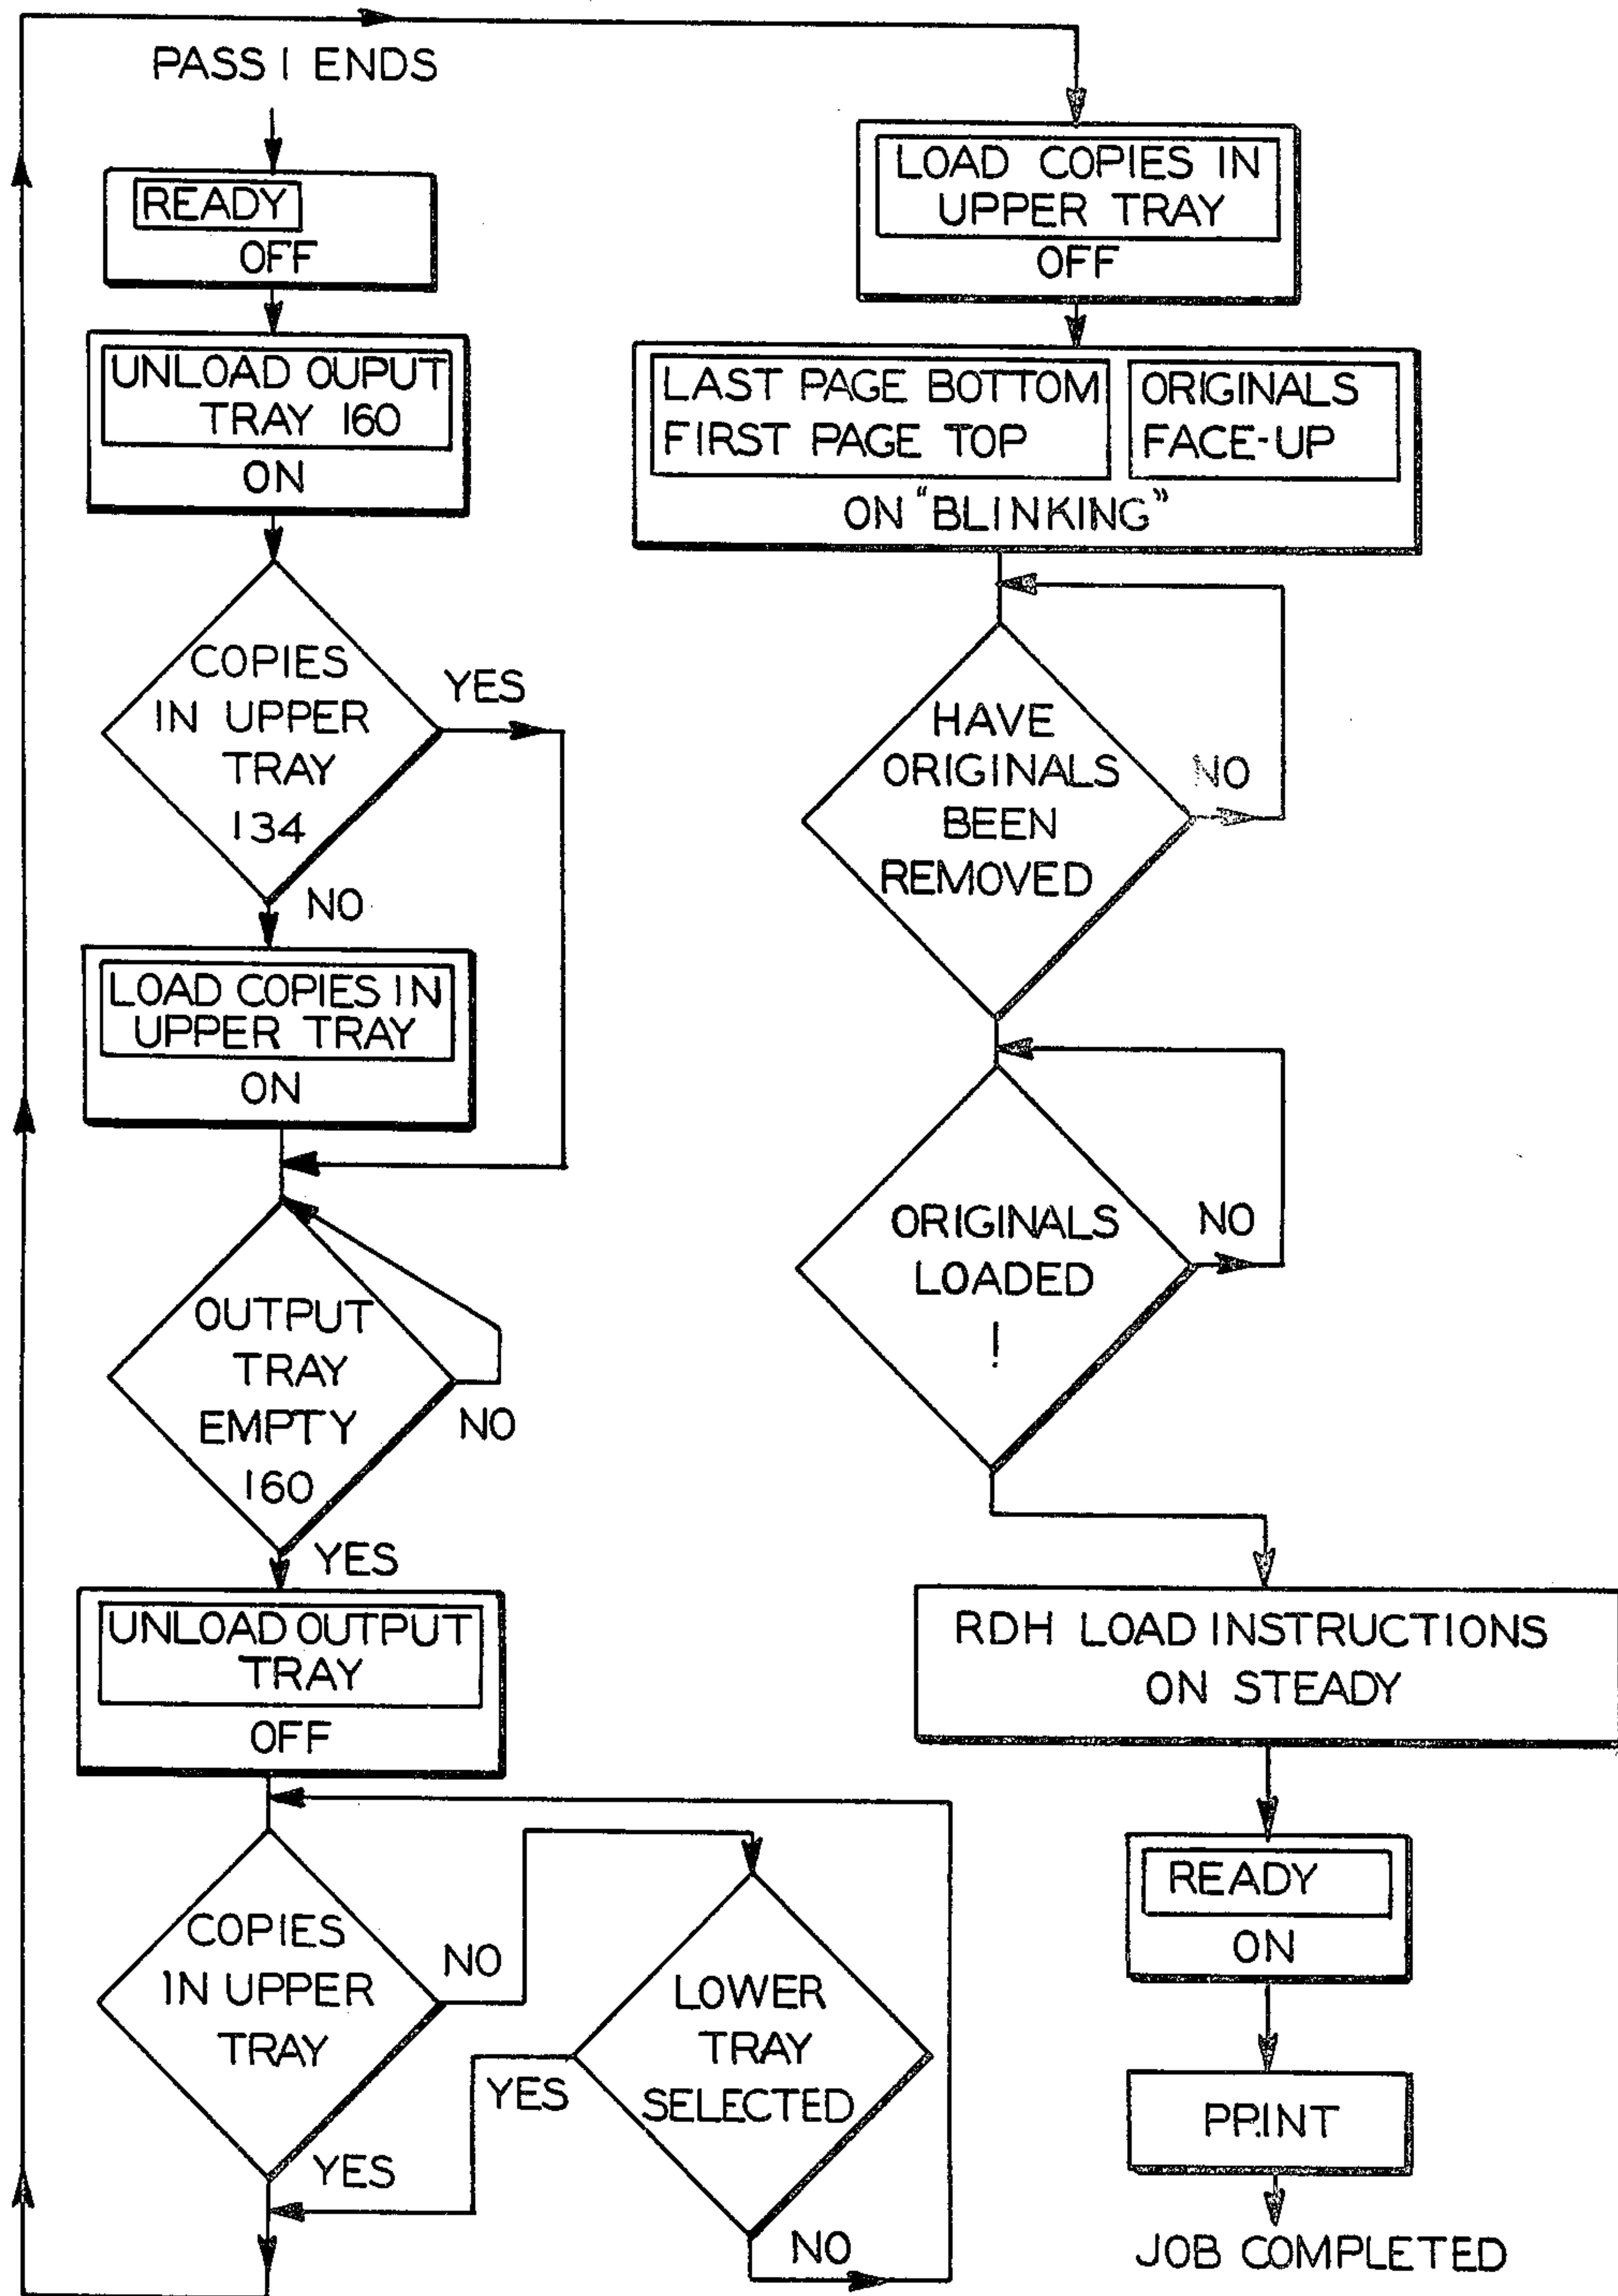 PASS 1 ENDS
READY
OFF
UNLOAD OUPUT
TRAY 160
ON
COPIES
IN UPPER
TRAY
134
YES
NO
LOAD COPIES IN
UPPER TRAY
ON
OUTPUT
TRAY
EMPTY
160
NO
YES
UNLOAD OUTPUT
TRAY
OFF
COPIES
IN UPPER
TRAY
NO
YES
LOWER
TRAY
SELECTED
YES
NO
LOAD COPIES IN
UPPER TRAY
OFF
LAST PAGE BOTTOM
FIRST PAGE TOP
ORIGINALS
FACE-UP
ON "BLINKING"
HAVE
ORIGINALS
BEEN
REMOVED
NO
ORIGINALS
LOADED
!
NO
RDH LOAD INSTRUCTIONS
ON STEADY
READY
ON
PRINT
JOB COMPLETED